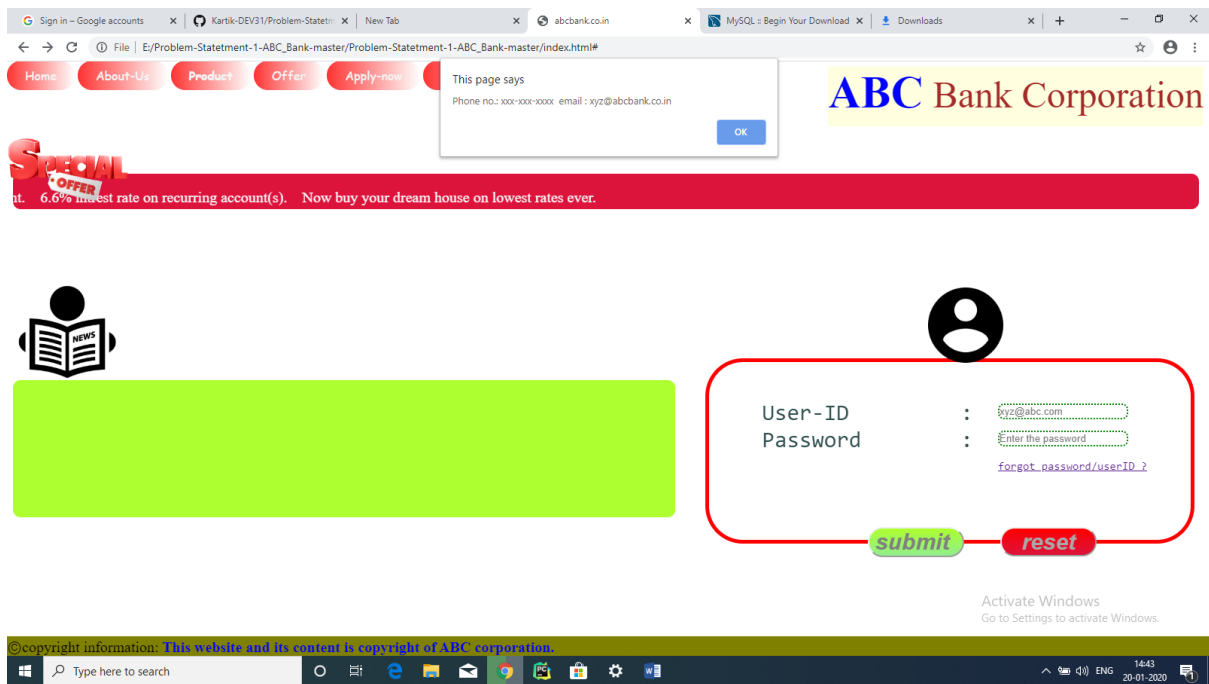 Sign in – Google accounts
Kartik-DEV31/Problem-Statetm
New Tab
abcbank.co.in
MySQL :: Begin Your Download
Downloads
File | E:/Problem-Statetment-1-ABC_Bank-master/Problem-Statetment-1-ABC_Bank-master/index.html#
Home About-Us Product Offer Apply-now
This page says
Phone no.: xxx-xxx-xxxx email : xyz@abcbank.co.in
OK
ABC Bank Corporation
SPECIAL
OFFER
nt. 6.6% rest rate on recurring account(s). Now buy your dream house on lowest rates ever.
NEWS
User-ID : xyz@abc.com
Password : Enter the password
forgot password/userID ?
submit reset
Activate Windows
Go to Settings to activate Windows.
©copyright information: This website and its content is copyright of ABC corporation.
Type here to search
ENG
14:43
20-01-2020